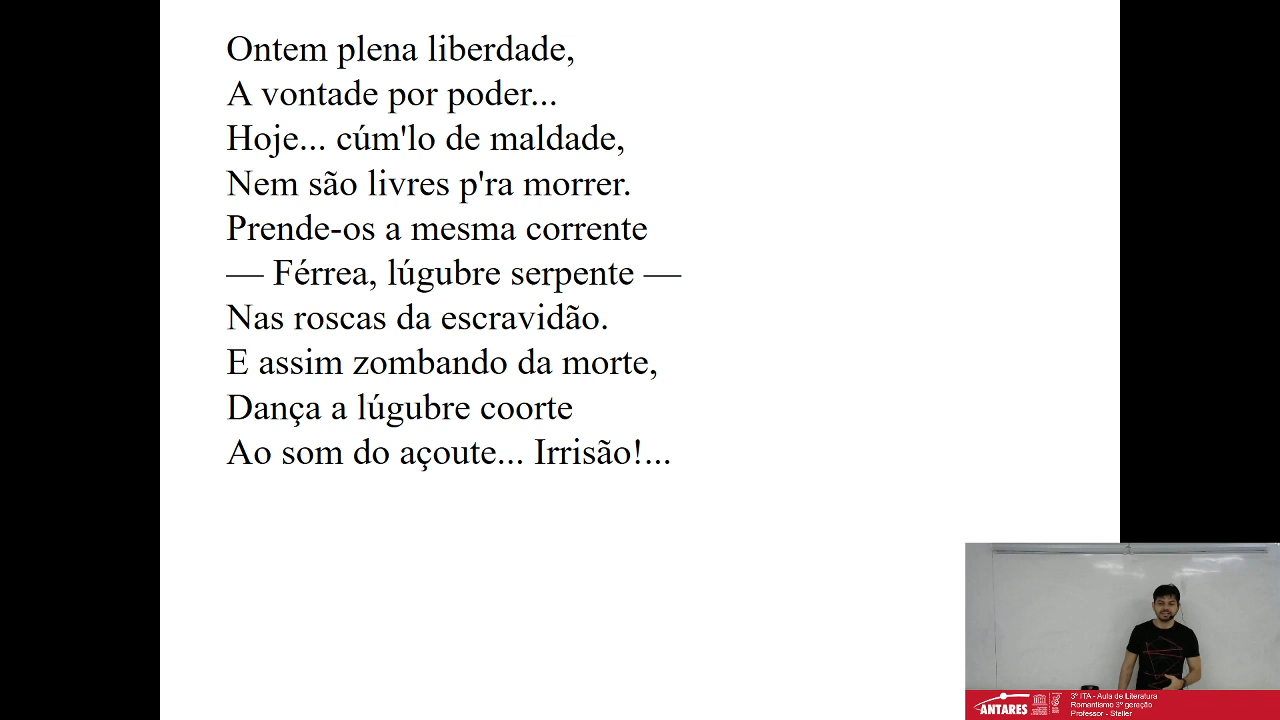 Ontem plena liberdade,
A vontade por poder...
Hoje... cúm'lo de maldade,
Nem são livres p'ra morrer.
Prende-os a mesma corrente
— Férrea, lúgubre serpente —
Nas roscas da escravidão.
E assim zombando da morte,
Dança a lúgubre coorte
Ao som do açoute... Irrisão!...
ANTARES
3º ITA - Aula de Literatura
Romantismo 3º geração
Professor - Steller